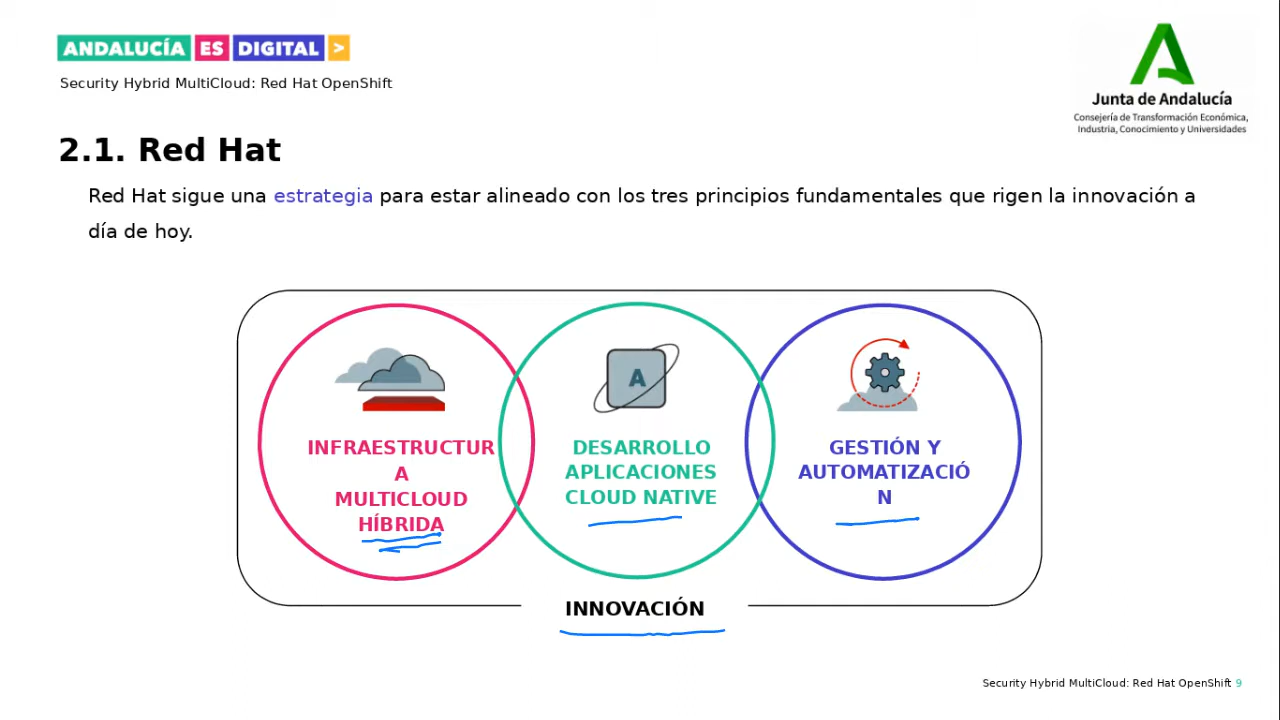 ANDALUCÍA ES DIGITAL >
Security Hybrid MultiCloud: Red Hat OpenShift
Junta de Andalucía
Consejería de Transformación Económica,
Industria, Conocimiento y Universidades
2.1. Red Hat
Red Hat sigue una estrategia para estar alineado con los tres principios fundamentales que rigen la innovación a
día de hoy.
INFRAESTRUCTUR
A
MULTICLOUD
HÍBRIDA
A
DESARROLLO
APLICACIONES
CLOUD NATIVE
GESTIÓN Y
AUTOMATIZACIÓ
N
INNOVACIÓN
Security Hybrid MultiCloud: Red Hat OpenShift 9